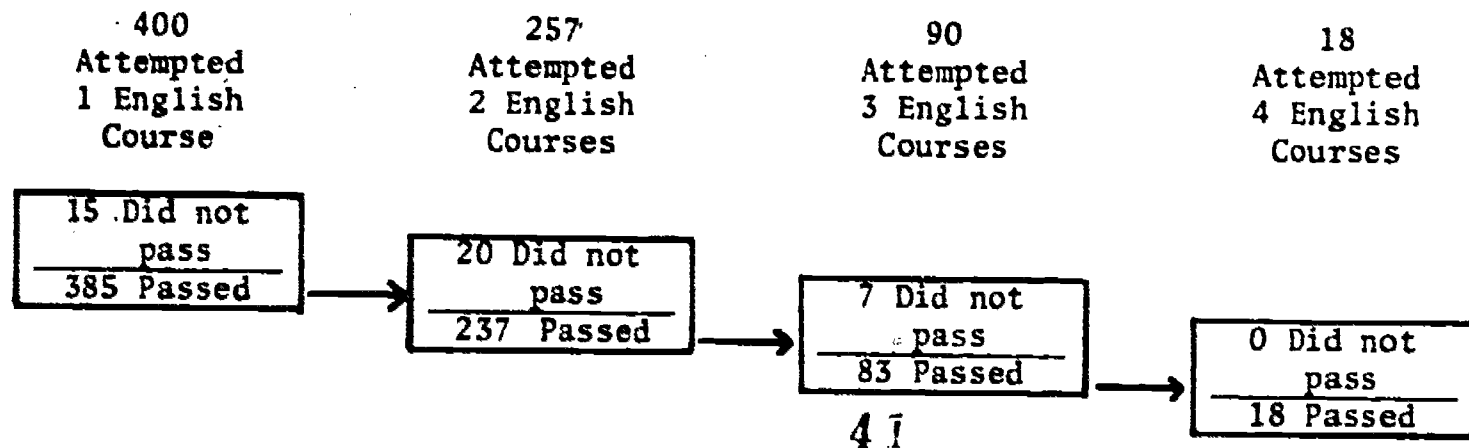 400
Attempted
1 English
Course
257
Attempted
2 English
Courses
90
Attempted
3 English
Courses
18
Attempted
4 English
Courses
15 Did not
pass
385 Passed
20 Did not
pass
237 Passed
7 Did not
pass
83 Passed
0 Did not
pass
18 Passed
41